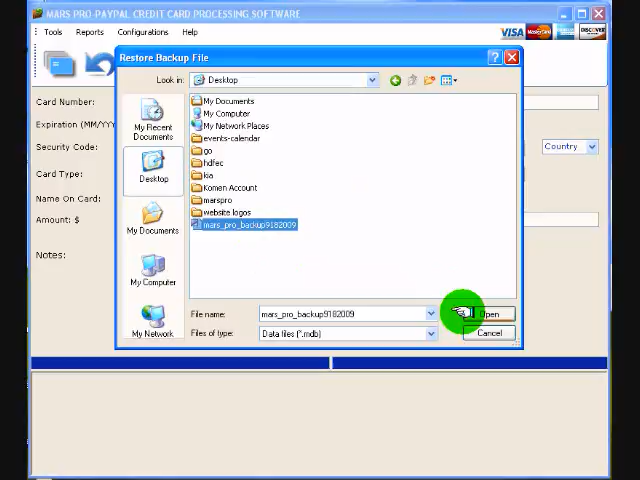 MARS PRO-PAYPAL CREDIT CARD PROCESSING SOFTWARE
Tools Reports Configurations Help
VISA MasterCard DISCOVER
Restore Backup File
Look in: Desktop
Card Number:
Expiration (MM/YY
Security Code:
Country
Card Type:
Name On Card:
Amount: $
Notes:
My Recent
Documents
Desktop
My Documents
My Computer
My Network
My Documents
My Computer
My Network Places
events-calendar
go
hdfec
kia
Komen Account
marspro
website logos
mars_pro_backup9182009
File name: mars_pro_backup9182009 Open
Files of type: Data files (*.mdb) Cancel